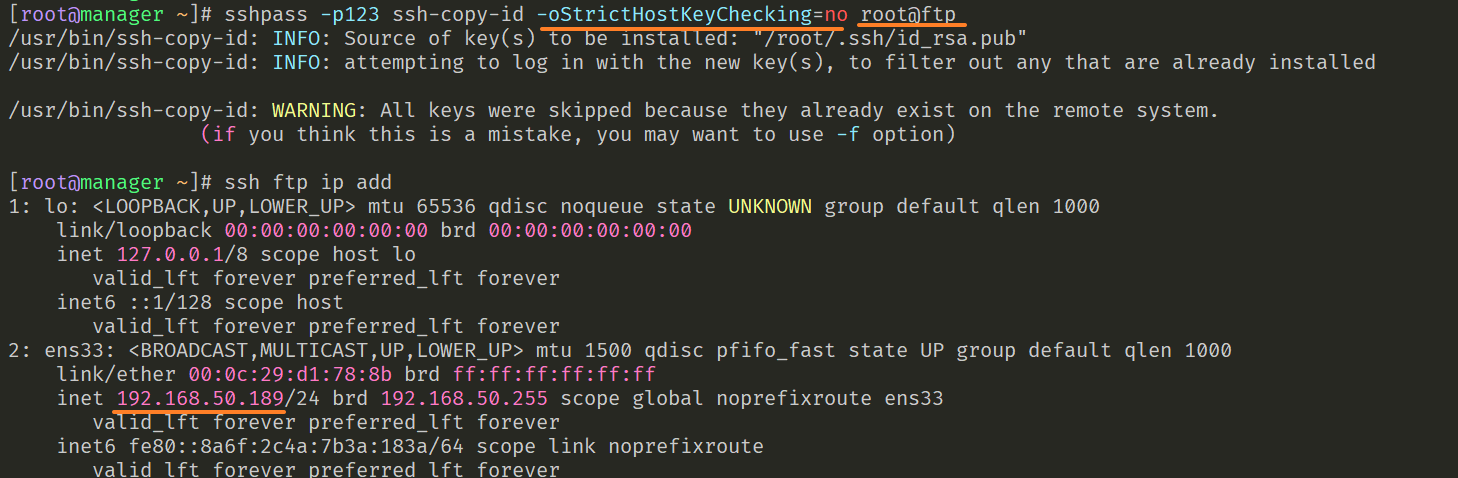 [root@manager ~]# sshpass -p123 ssh-copy-id -oStrictHostKeyChecking=no root@ftp
/usr/bin/ssh-copy-id: INFO: Source of key(s) to be installed: "/root/.ssh/id_rsa.pub"
/usr/bin/ssh-copy-id: INFO: attempting to log in with the new key(s), to filter out any that are already installed
/usr/bin/ssh-copy-id: WARNING: All keys were skipped because they already exist on the remote system.
(if you think this is a mistake, you may want to use -f option)
[root@manager ~]# ssh ftp ip add
1: lo: <LOOPBACK,UP,LOWER_UP> mtu 65536 qdisc noqueue state UNKNOWN group default qlen 1000
link/loopback 00:00:00:00:00:00 brd 00:00:00:00:00:00
inet 127.0.0.1/8 scope host lo
valid_lft forever preferred_lft forever
inet6 ::1/128 scope host
valid_lft forever preferred_lft forever
2: ens33: <BROADCAST,MULTICAST,UP,LOWER_UP> mtu 1500 qdisc pfifo_fast state UP group default qlen 1000
link/ether 00:0c:29:d1:78:8b brd ff:ff:ff:ff:ff:ff
inet 192.168.50.189/24 brd 192.168.50.255 scope global noprefixroute ens33
valid_lft forever preferred_lft forever
inet6 fe80::8a6f:2c4a:7b3a:183a/64 scope link noprefixroute
valid_lft forever preferred_lft forever